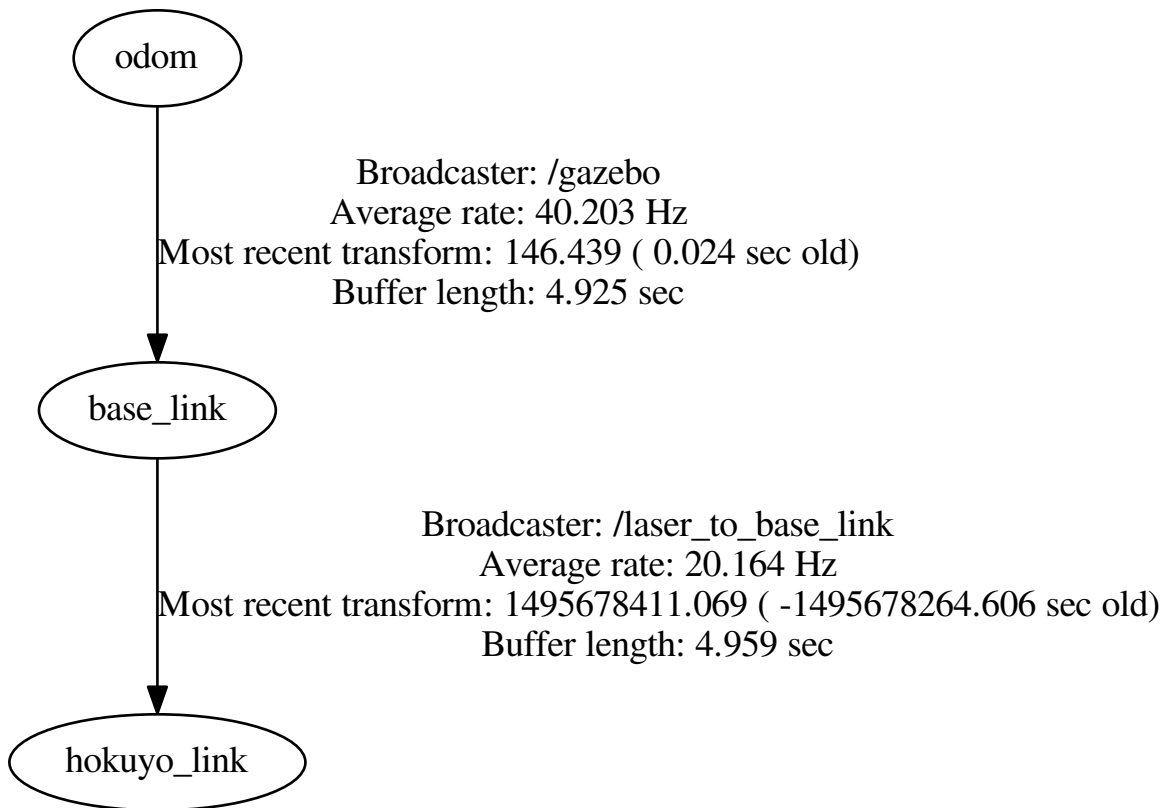 odom
Broadcaster: /gazebo
Average rate: 40.203 Hz
Most recent transform: 146.439 ( 0.024 sec old)
Buffer length: 4.925 sec
base_link
Broadcaster: /laser_to_base_link
Average rate: 20.164 Hz
Most recent transform: 1495678411.069 ( -1495678264.606 sec old)
Buffer length: 4.959 sec
hokuyo_link